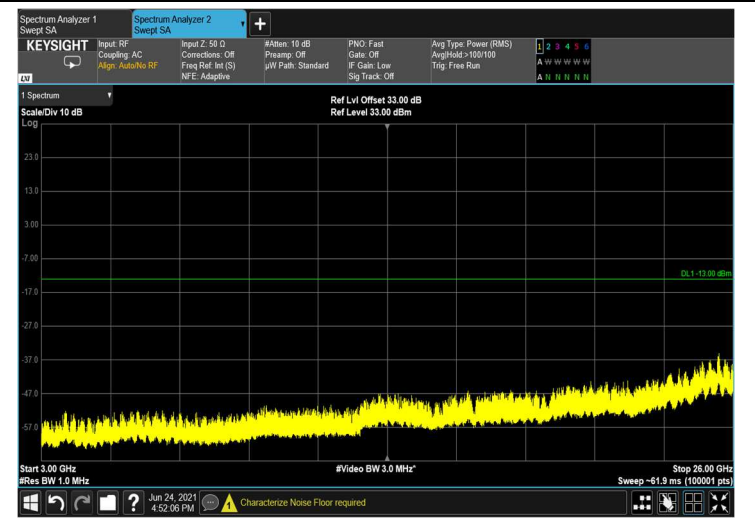 Spectrum Analyzer 1
Swept SA
Spectrum Analyzer 2
Swept SA
+
KEYSIGHT
LXI
Input: RF
Coupling: AC
Align: Auto/No RF
Input Z: 50 Ω
Corrections: Off
Freq Ref: Int (S)
NFE: Adaptive
#Atten: 10 dB
Preamp: Off
µW Path: Standard
PNO: Fast
Gate: Off
IF Gain: Low
Sig Track: Off
Avg Type: Power (RMS)
Avg|Hold:>100/100
Trig: Free Run
1 2 3 4 5 6
A W W W W W
A N N N N N
1 Spectrum
Scale/Div 10 dB
Log
Ref Lvl Offset 33.00 dB
Ref Level 33.00 dBm
23.0
13.0
3.00
-7.00
DL1 -13.00 dBm
-17.0
-27.0
-37.0
-47.0
-57.0
Start 3.00 GHz
#Res BW 1.0 MHz
#Video BW 3.0 MHz*
Stop 26.00 GHz
Sweep ~61.9 ms (100001 pts)
?
Jun 24, 2021
4:52:06 PM
1
Characterize Noise Floor required